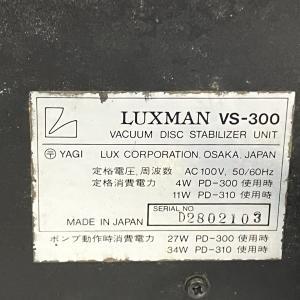 LUXMAN VS-300
VACUUM DISC STABILIZER UNIT
〒 YAGI LUX CORPORATION, OSAKA, JAPAN
定格電圧, 周波数 AC 100V, 50/60Hz
定格消費電力 4W PD-300 使用時
11W PD-310 使用時
SERIAL NO.
MADE IN JAPAN D2802103
ポンプ動作時消費電力 27W PD-300 使用時
34W PD-310 使用時